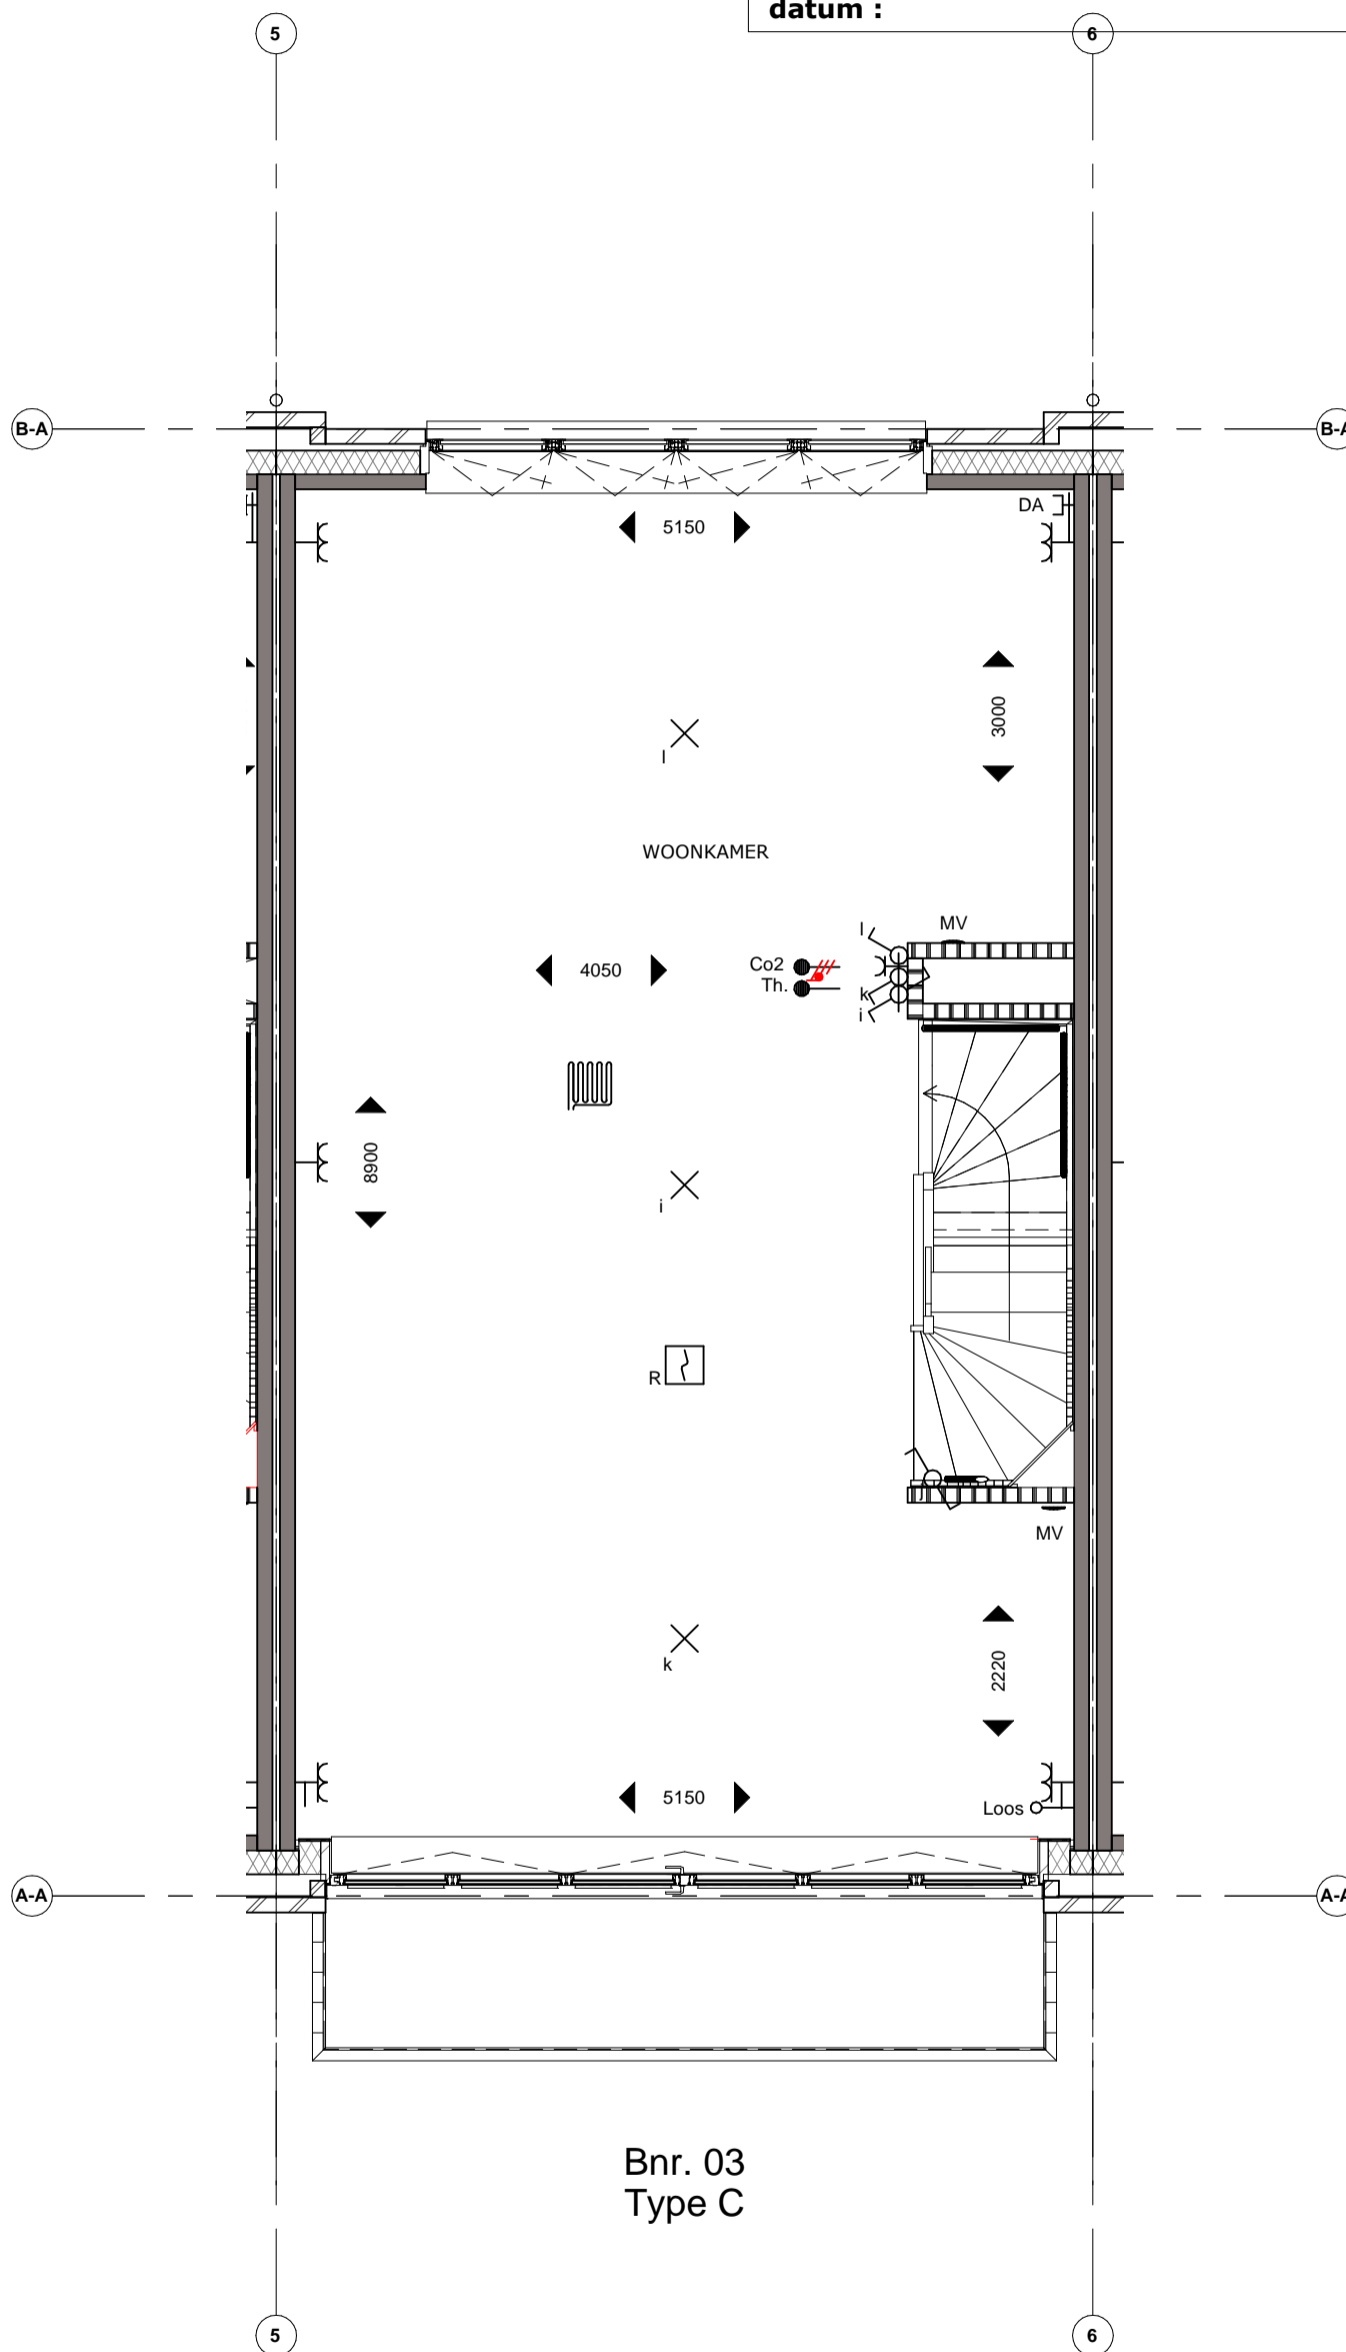 datum :
5
6
B-A
B-A
5150
DA
3000
l
WOONKAMER
l
MV
4050
Co2
Th.
k
i
8900
i
R
MV
k
2220
5150
Loos
A-A
A-A
Bnr. 03
Type C
5
6